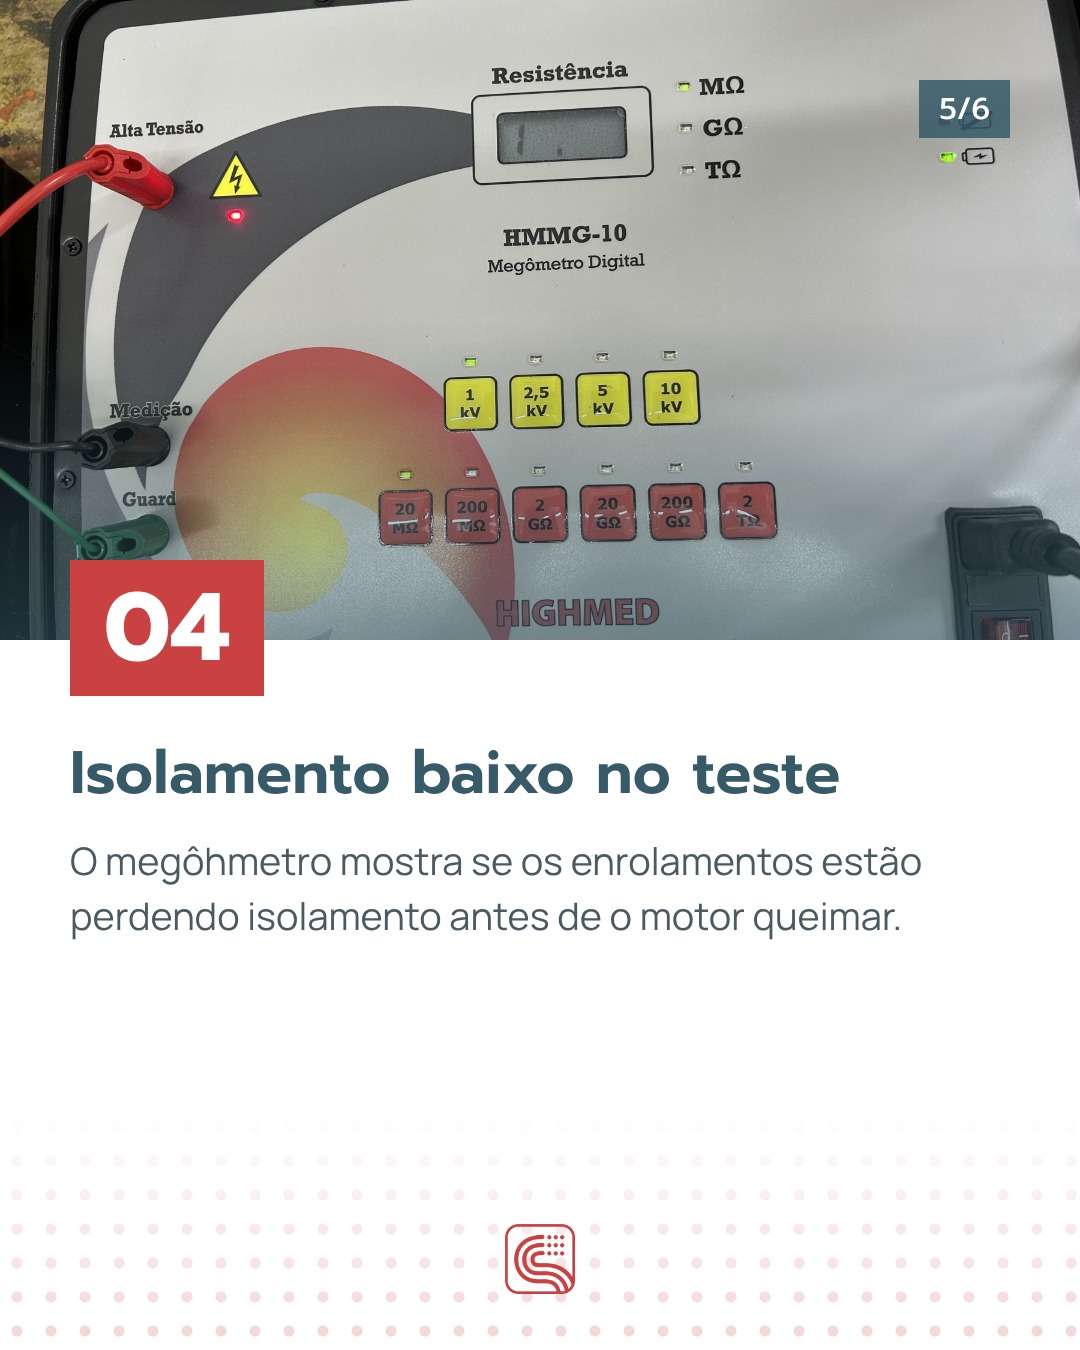 Resistência
MΩ
GΩ
TΩ
5/6
Alta Tensão
HMMG-10
Megômetro Digital
1 kV
2,5 kV
5 kV
10 kV
Medição
Guard
20 MΩ
200 MΩ
2 GΩ
20 GΩ
200 GΩ
2 TΩ
HIGHMED
04
Isolamento baixo no teste
O megôhmetro mostra se os enrolamentos estão
perdendo isolamento antes de o motor queimar.